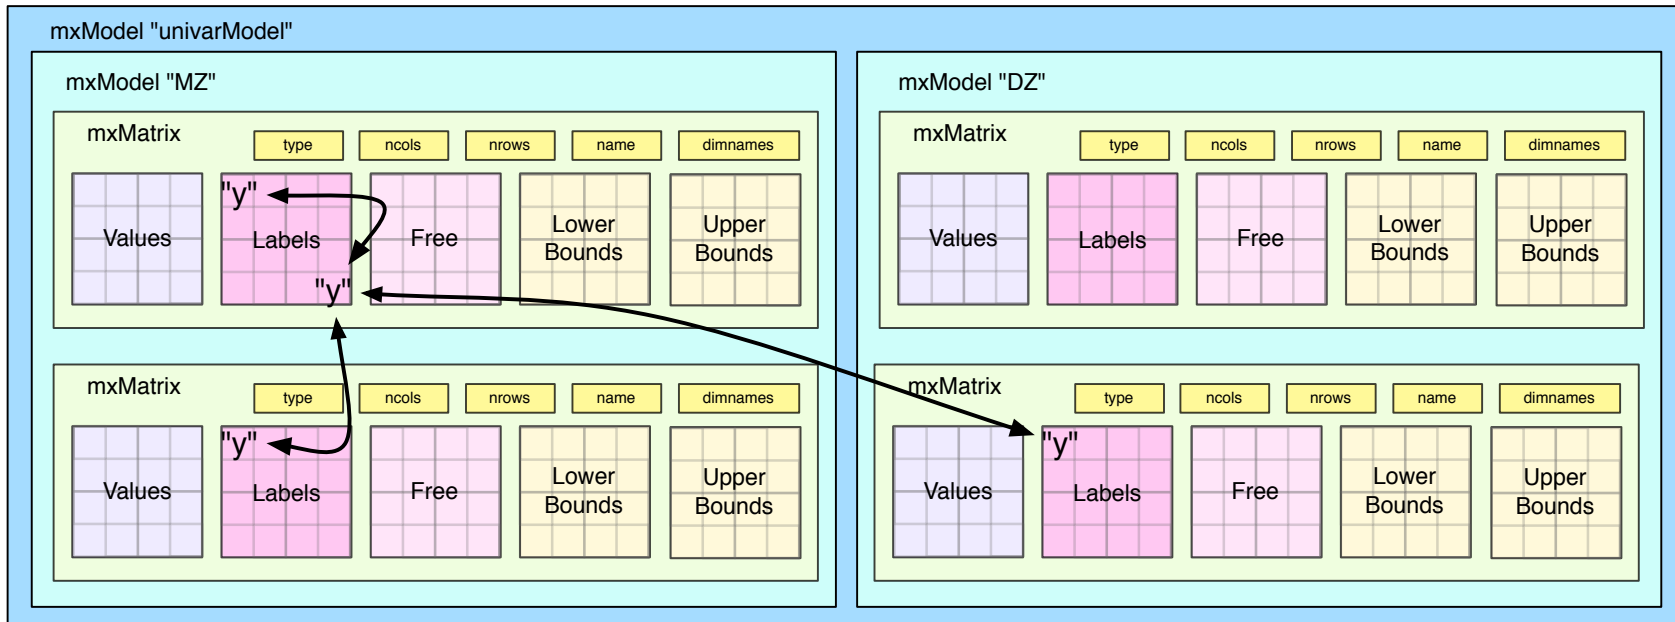 mxModel "univarModel"
mxModel "MZ"
mxMatrix
type
ncols
nrows
name
dimnames
"y"
Values
Labels
Free
Lower
Bounds
Upper
Bounds
"y"
mxMatrix
type
ncols
nrows
name
dimnames
"y"
Values
Labels
Free
Lower
Bounds
Upper
Bounds
mxModel "DZ"
mxMatrix
type
ncols
nrows
name
dimnames
Values
Labels
Free
Lower
Bounds
Upper
Bounds
mxMatrix
type
ncols
nrows
name
dimnames
"y"
Values
Labels
Free
Lower
Bounds
Upper
Bounds